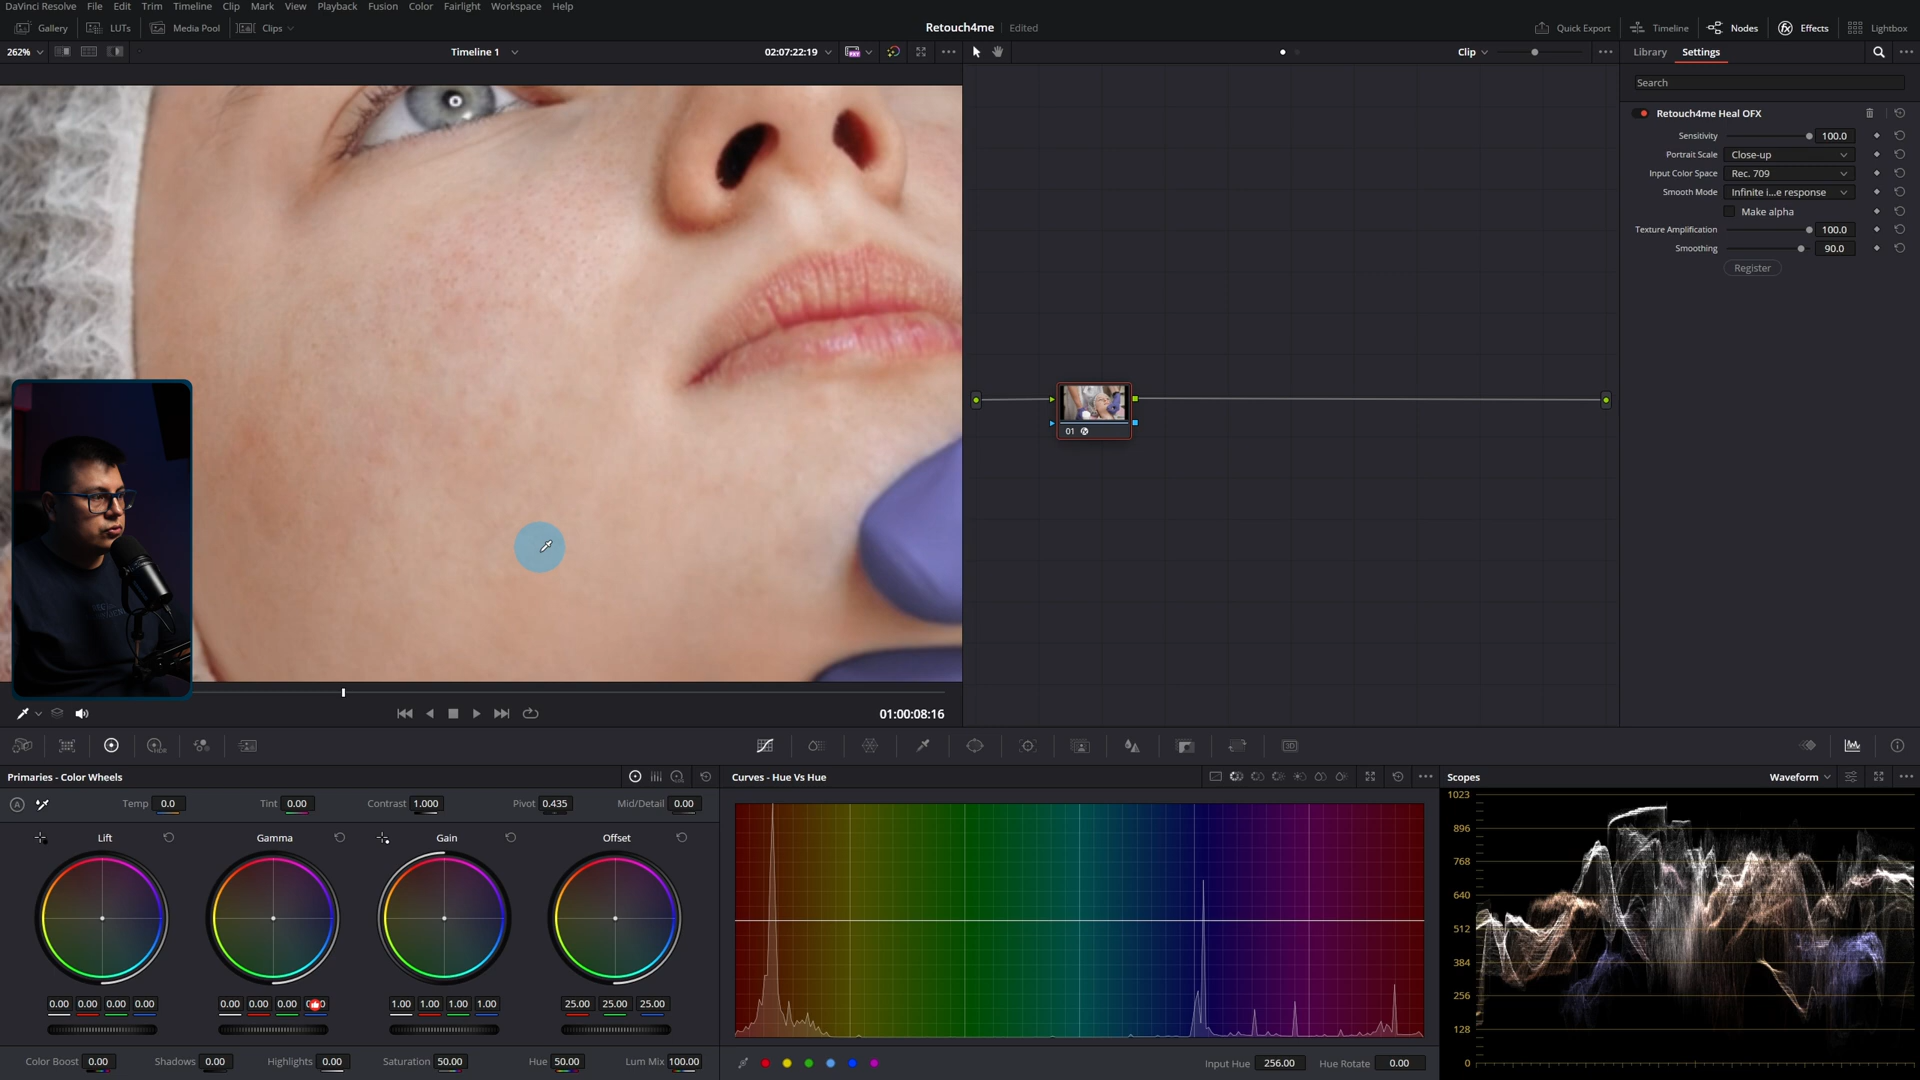 DaVinci Resolve File Edit Trim Timeline Clip Mark View Playback Fusion Color Fairlight Workspace Help
Gallery LUTs Media Pool Clips Retouch4me Edited Quick Export Timeline Nodes Effects Lightbox
262% Timeline 1 02:07:22:19 Clip Library Settings
Search
Retouch4me Heal OFX
Sensitivity 100.0
Portrait Scale Close-up
Input Color Space Rec. 709
Smooth Mode Infinite i...e response
Make alpha
Texture Amplification 100.0
Smoothing 90.0
Register
01
01:00:08:16
Primaries - Color Wheels Curves - Hue Vs Hue Scopes Waveform
Temp 0.0 Tint 0.00 Contrast 1.000 Pivot 0.435 Mid/Detail 0.00
Lift Gamma Gain Offset
0.00 0.00 0.00 0.00 0.00 0.00 0.00 1.00 1.00 1.00 1.00 25.00 25.00 25.00
Color Boost 0.00 Shadows 0.00 Highlights 0.00 Saturation 50.00 Hue 50.00 Lum Mix 100.00
Input Hue 256.00 Hue Rotate 0.00
1023
896
768
640
512
384
256
128
0